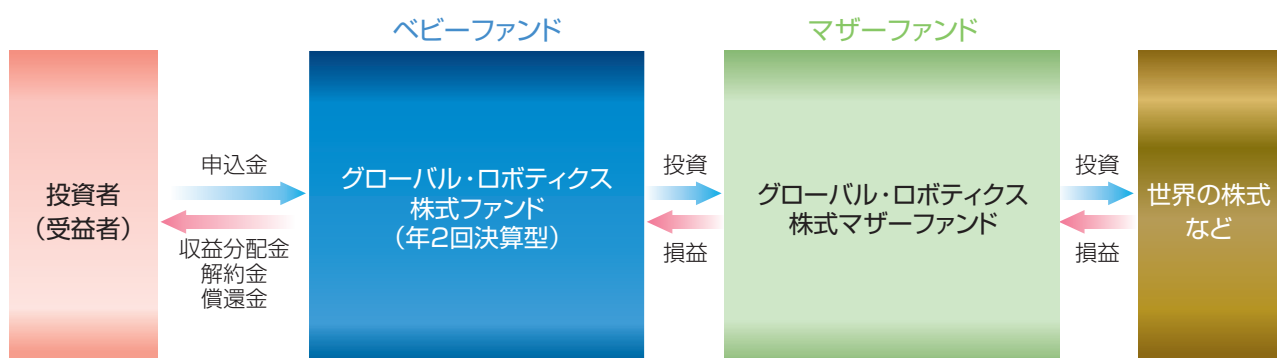 ベビーファンド
マザーファンド
投資者
（受益者）
申込金
収益分配金
解約金
償還金
グローバル・ロボティクス
株式ファンド
（年2回決算型）
投資
損益
グローバル・ロボティクス
株式マザーファンド
投資
損益
世界の株式
など